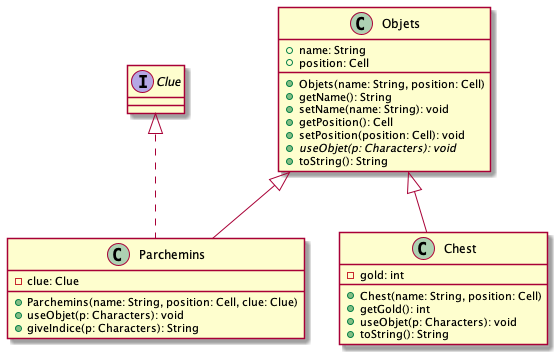 C Objets
name: String
position: Cell
Objets(name: String, position: Cell)
getName(): String
setName(name: String): void
getPosition(): Cell
setPosition(position: Cell): void
useObjet(p: Characters): void
toString(): String
I Clue
C Parchemins
clue: Clue
Parchemins(name: String, position: Cell, clue: Clue)
useObjet(p: Characters): void
giveIndice(p: Characters): String
C Chest
gold: int
Chest(name: String, position: Cell)
getGold(): int
useObjet(p: Characters): void
toString(): String